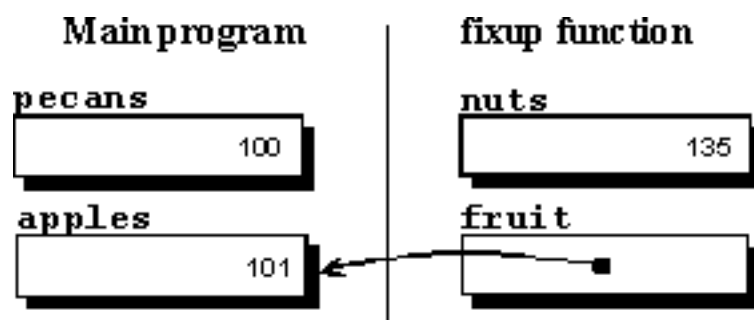 Main program
fixup function
pecans
nuts
100
135
apples
fruit
101